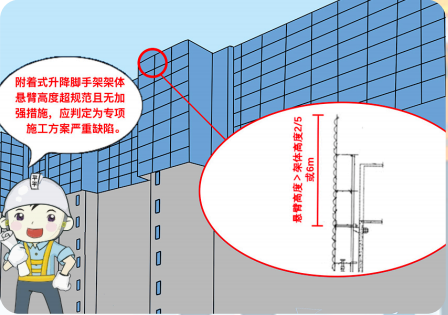 附着式升降脚手架架体
悬臂高度超规范且无加
强措施，应判定为专项
施工方案严重缺陷。
悬臂高度＞架体高度2/5
或6m
平平